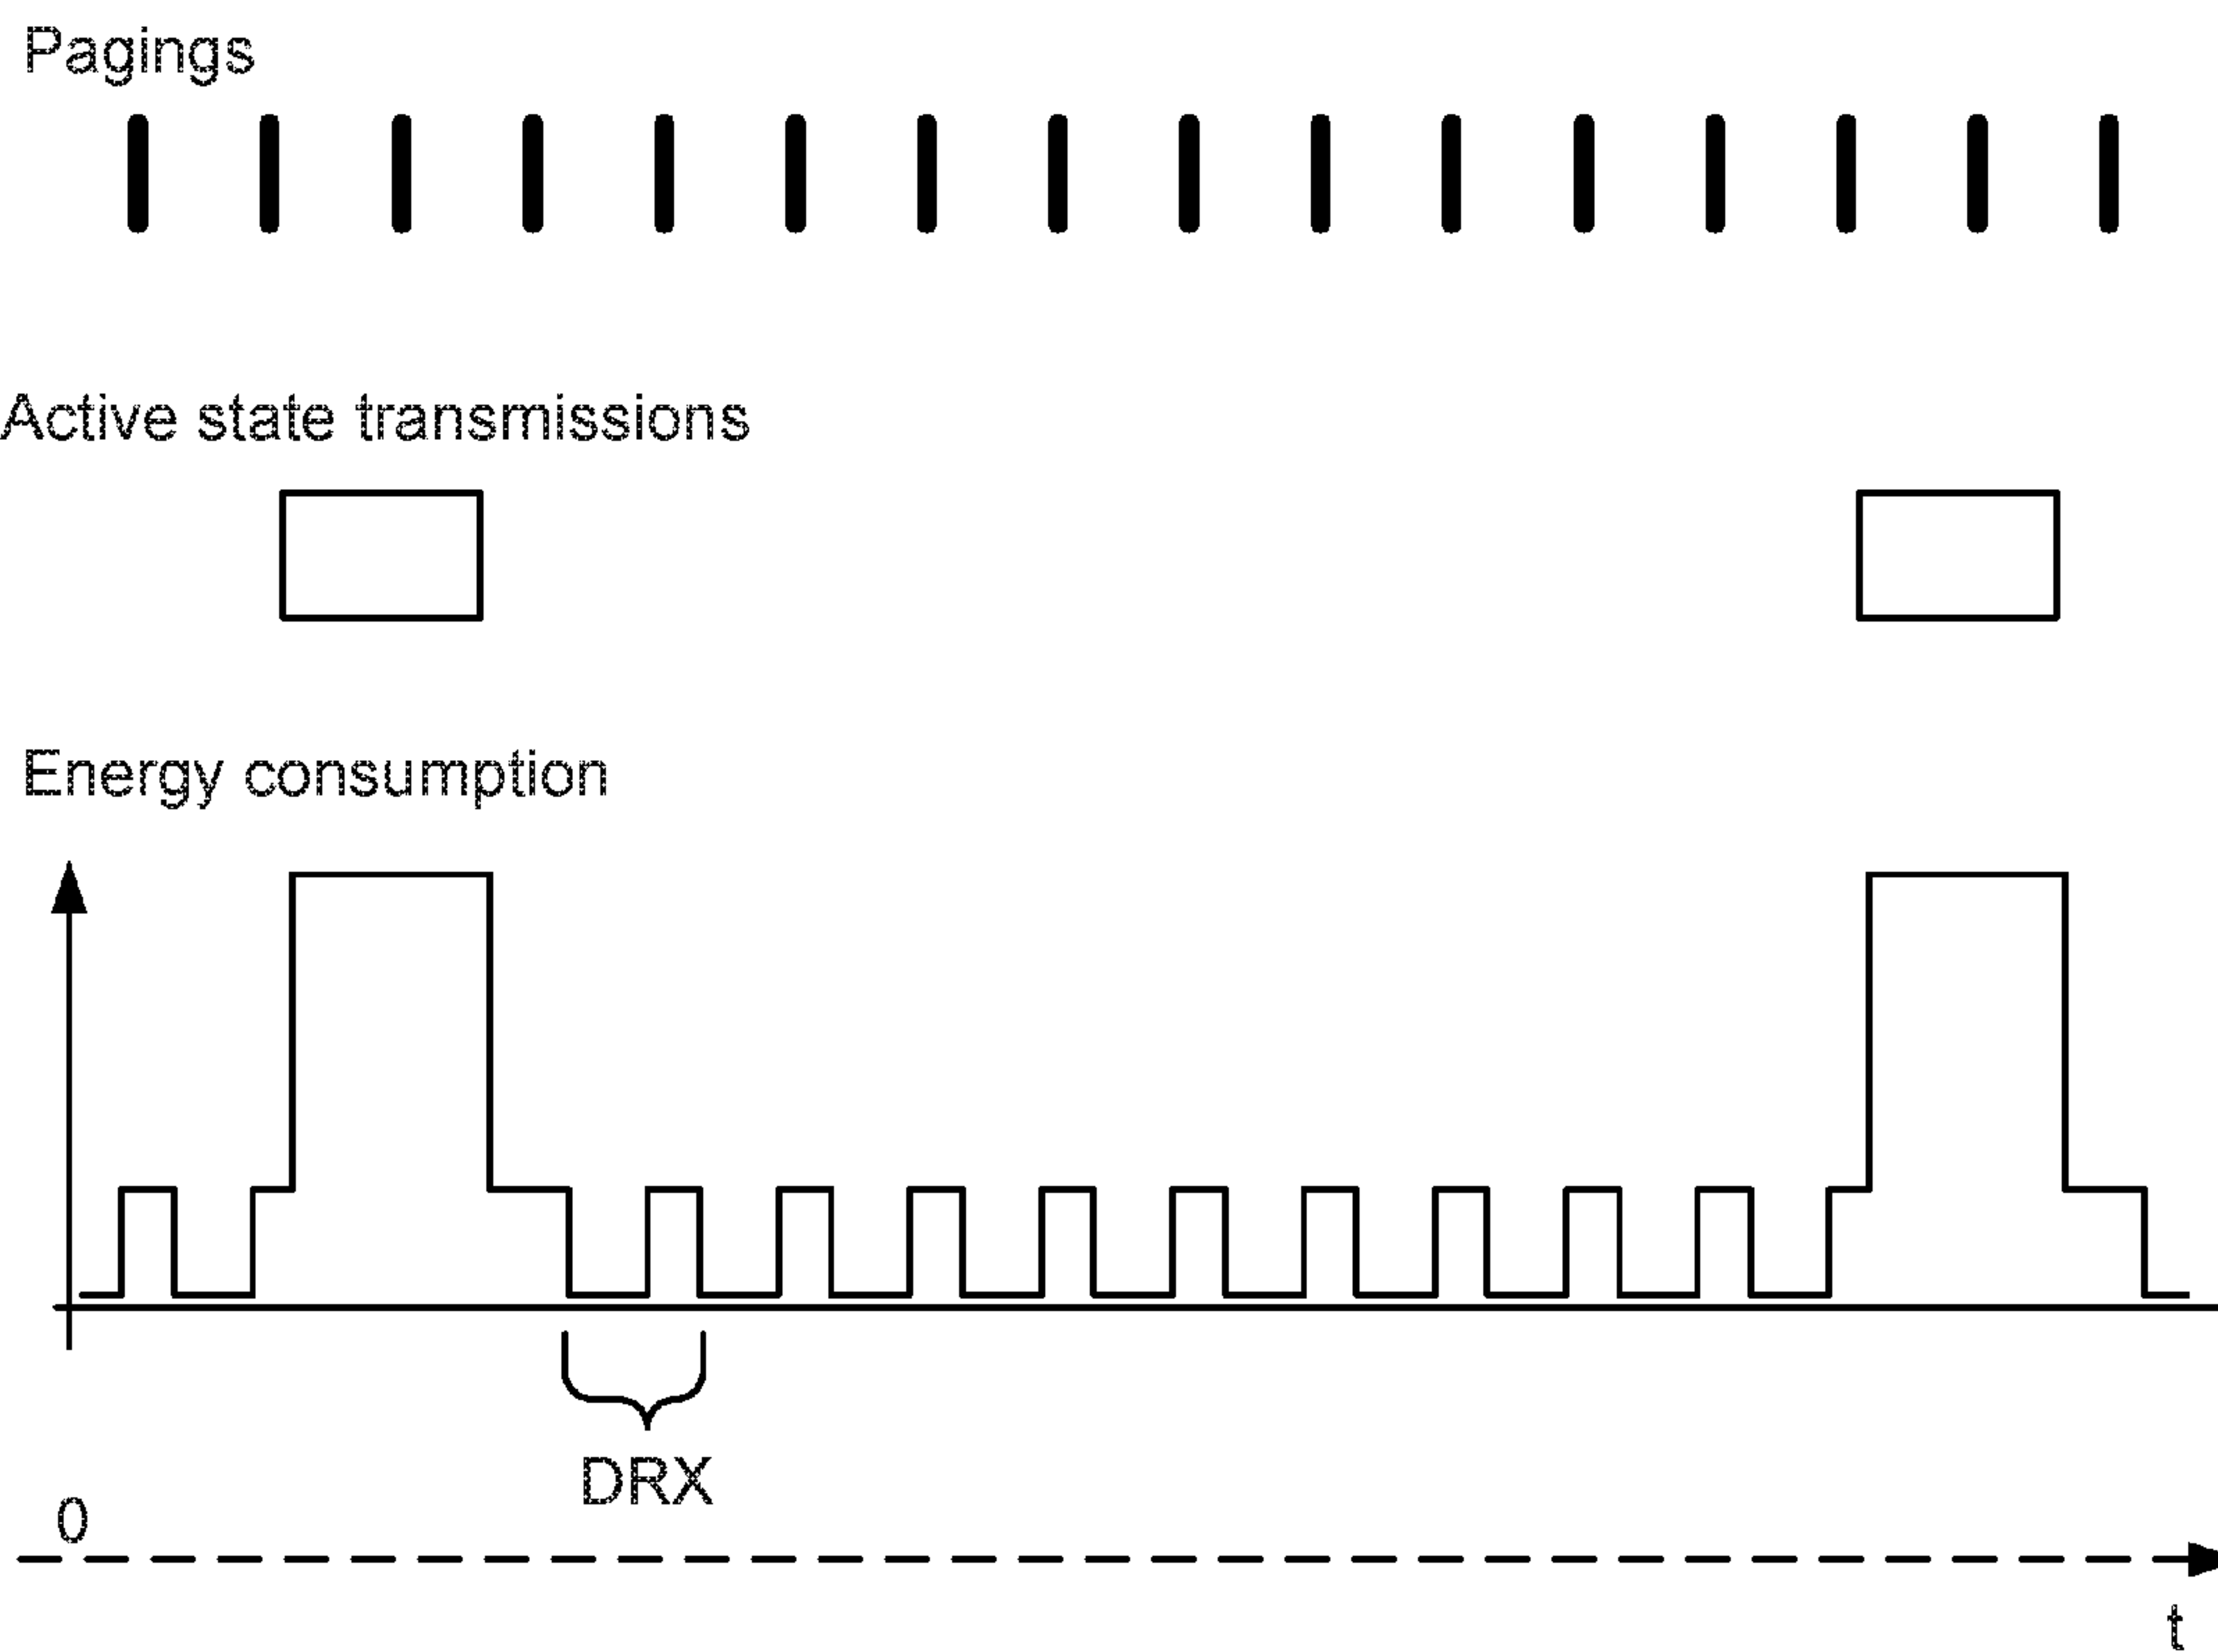 Pagings
Active state transmissions
Energy consumption
DRX
0
t